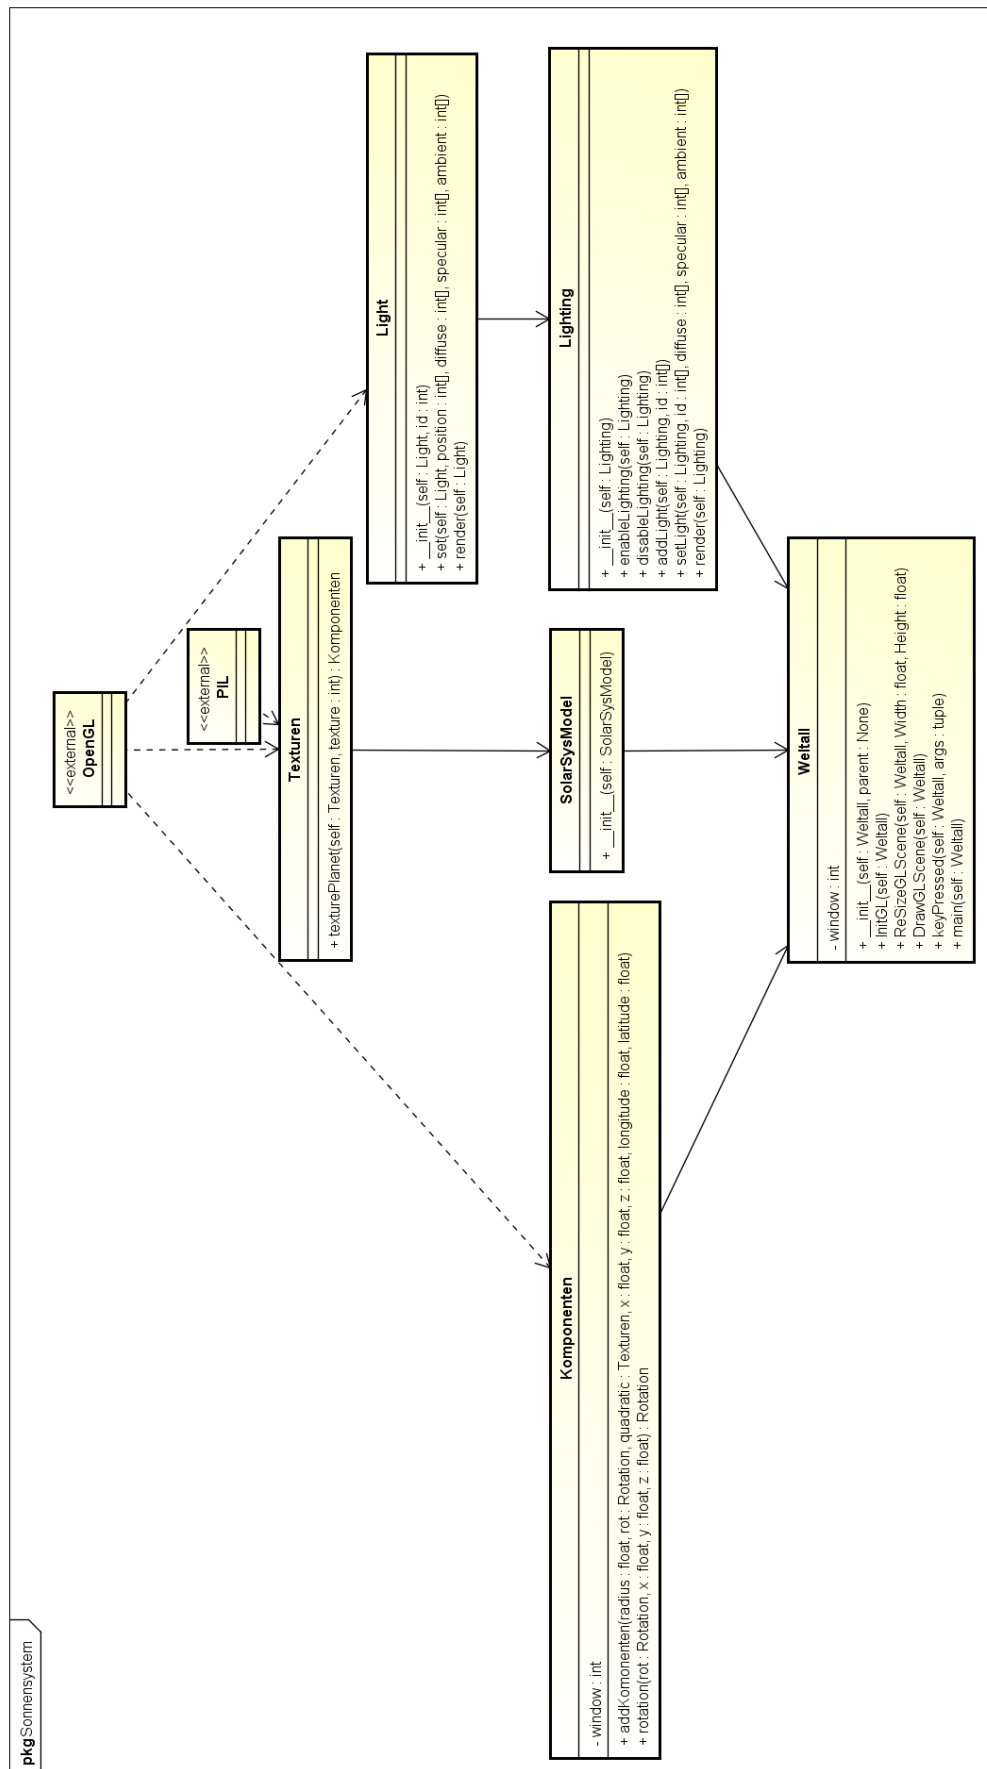 pkg Sonnensystem
<<external>>
OpenGL
<<external>>
PIL
Texturen
+ texturePlanet(self : Texturen, texture : int) : Komponenten
Light
+ __init__(self : Light, id : int)
+ set(self : Light, position : int[], diffuse : int[], specular : int[], ambient : int[])
+ render(self : Light)
Komponenten
- window : int
+ addKomonenten(radius : float, rot : Rotation, quadratic : Texturen, x : float, y : float, z : float, longitude : float, latitude : float)
+ rotation(rot : Rotation, x : float, y : float, z : float) : Rotation
SolarSysModel
+ __init__(self : SolarSysModel)
Lighting
+ __init__(self : Lighting)
+ enableLighting(self : Lighting)
+ disableLighting(self : Lighting)
+ addLight(self : Lighting, id : int[])
+ setLight(self : Lighting, id : int[], diffuse : int[], specular : int[], ambient : int[])
+ render(self : Lighting)
Weltall
- window : int
+ __init__(self : Weltall, parent : None)
+ InitGL(self : Weltall)
+ ReSizeGLScene(self : Weltall, Width : float, Height : float)
+ DrawGLScene(self : Weltall)
+ keyPressed(self : Weltall, args : tuple)
+ main(self : Weltall)